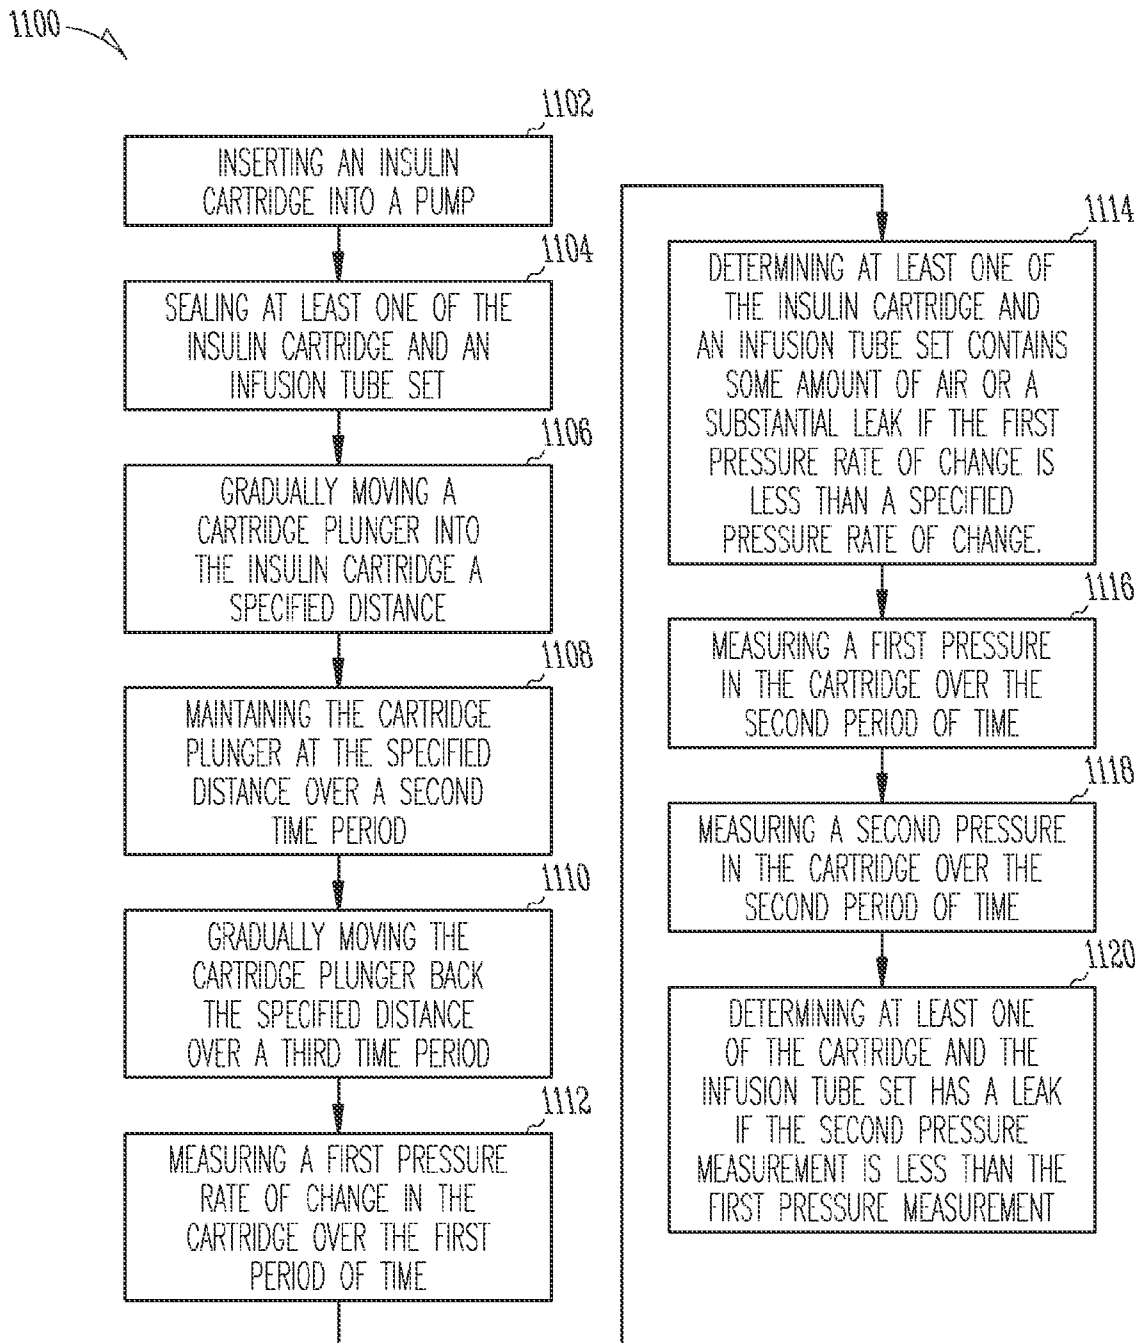 1100
1102
INSERTING AN INSULIN
CARTRIDGE INTO A PUMP
1104
SEALING AT LEAST ONE OF THE
INSULIN CARTRIDGE AND AN
INFUSION TUBE SET
1106
GRADUALLY MOVING A
CARTRIDGE PLUNGER INTO
THE INSULIN CARTRIDGE A
SPECIFIED DISTANCE
1108
MAINTAINING THE CARTRIDGE
PLUNGER AT THE SPECIFIED
DISTANCE OVER A SECOND
TIME PERIOD
1110
GRADUALLY MOVING THE
CARTRIDGE PLUNGER BACK
THE SPECIFIED DISTANCE
OVER A THIRD TIME PERIOD
1112
MEASURING A FIRST PRESSURE
RATE OF CHANGE IN THE
CARTRIDGE OVER THE FIRST
PERIOD OF TIME
1114
DETERMINING AT LEAST ONE OF
THE INSULIN CARTRIDGE AND
AN INFUSION TUBE SET CONTAINS
SOME AMOUNT OF AIR OR A
SUBSTANTIAL LEAK IF THE FIRST
PRESSURE RATE OF CHANGE IS
LESS THAN A SPECIFIED
PRESSURE RATE OF CHANGE.
1116
MEASURING A FIRST PRESSURE
IN THE CARTRIDGE OVER THE
SECOND PERIOD OF TIME
1118
MEASURING A SECOND PRESSURE
IN THE CARTRIDGE OVER THE
SECOND PERIOD OF TIME
1120
DETERMINING AT LEAST ONE
OF THE CARTRIDGE AND THE
INFUSION TUBE SET HAS A LEAK
IF THE SECOND PRESSURE
MEASUREMENT IS LESS THAN THE
FIRST PRESSURE MEASUREMENT